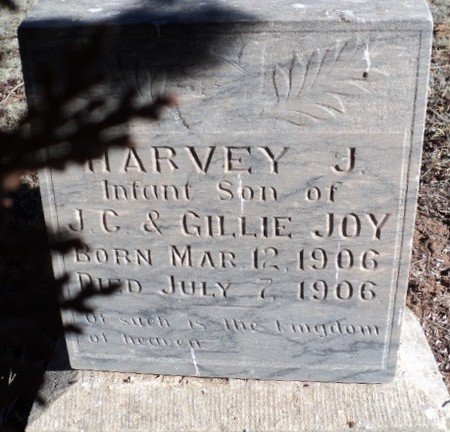 HARVEY J.
Infant Son of
J.C. & GILLIE JOY
BORN MAR. 12, 1906
DIED JULY 7, 1906
Of such is the kingdom
of heaven